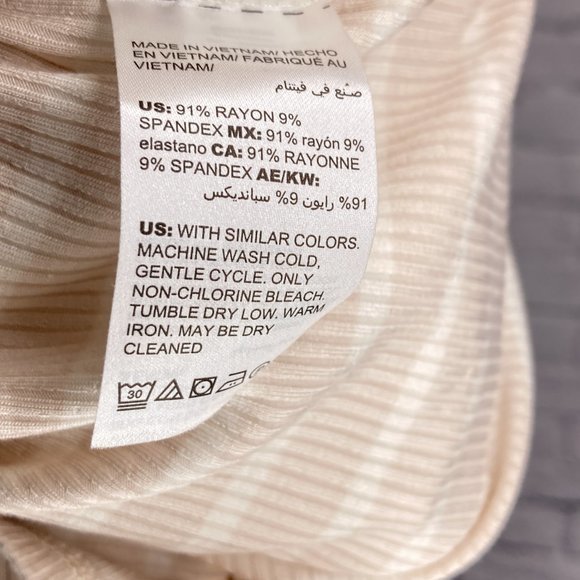 MADE IN VIETNAM/ HECHO
EN VIETNAM/ FABRIQUÉ AU
VIETNAM/
صنع في فيتنام
US: 91% RAYON 9%
SPANDEX MX: 91% rayón 9%
elastano CA: 91% RAYONNE
9% SPANDEX AE/KW:
91% رايون 9% سبانديكس
US: WITH SIMILAR COLORS.
MACHINE WASH COLD,
GENTLE CYCLE. ONLY
NON-CHLORINE BLEACH.
TUMBLE DRY LOW. WARM
IRON. MAY BE DRY
CLEANED
30